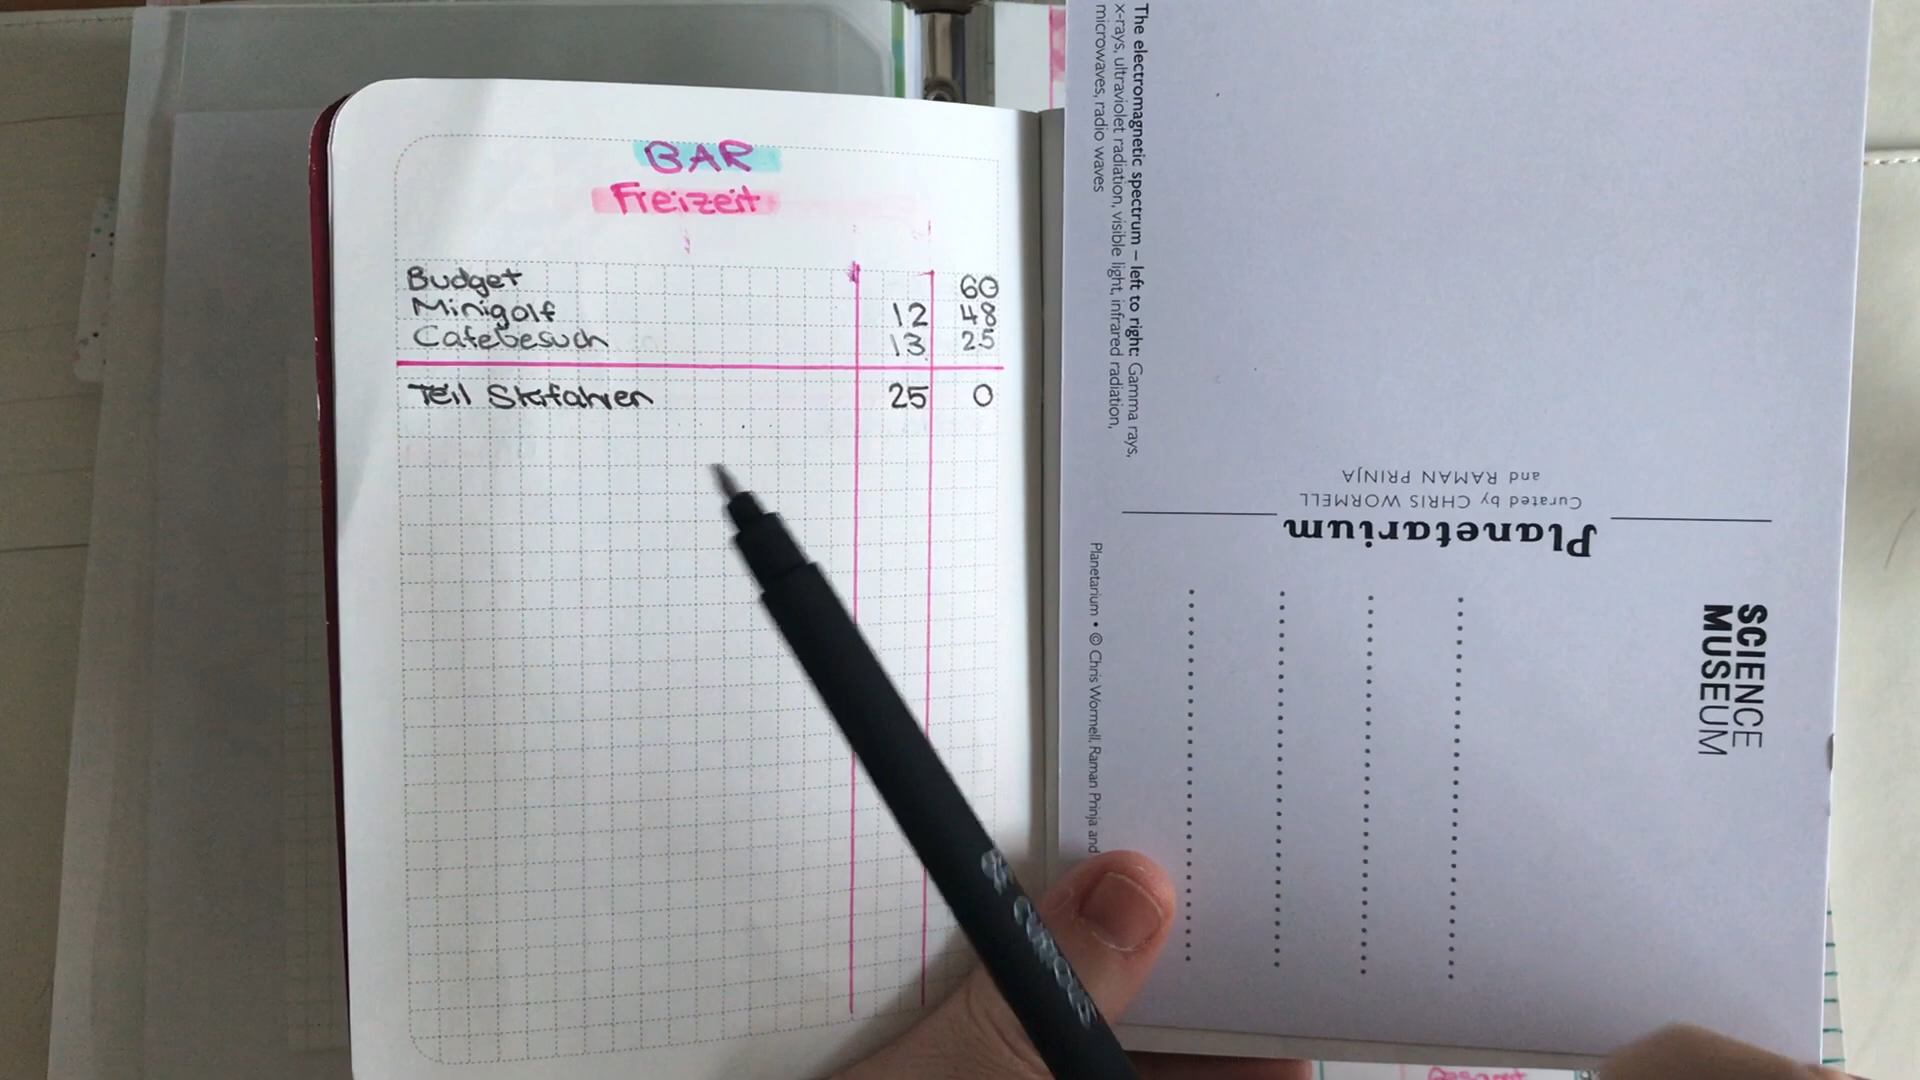 BAR
Freizeit
Budget 60
Minigolf 12 48
Cafebesuch 13 25
Teil Skifahren 25 0
The electromagnetic spectrum – left to right: Gamma rays,
x-rays, ultraviolet radiation, visible light, infrared radiation,
microwaves, radio waves
Planetarium
Curated by CHRIS WORMELL
and RAMAN PRINJA
Planetarium • © Chris Wormell, Raman Prinja and
SCIENCE
MUSEUM